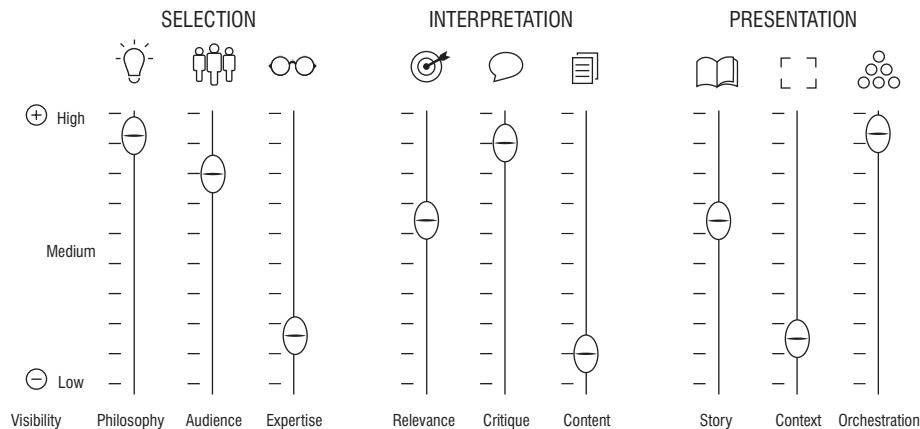 SELECTION INTERPRETATION PRESENTATION
High
Medium
Low
Visibility Philosophy Audience Expertise Relevance Critique Content Story Context Orchestration